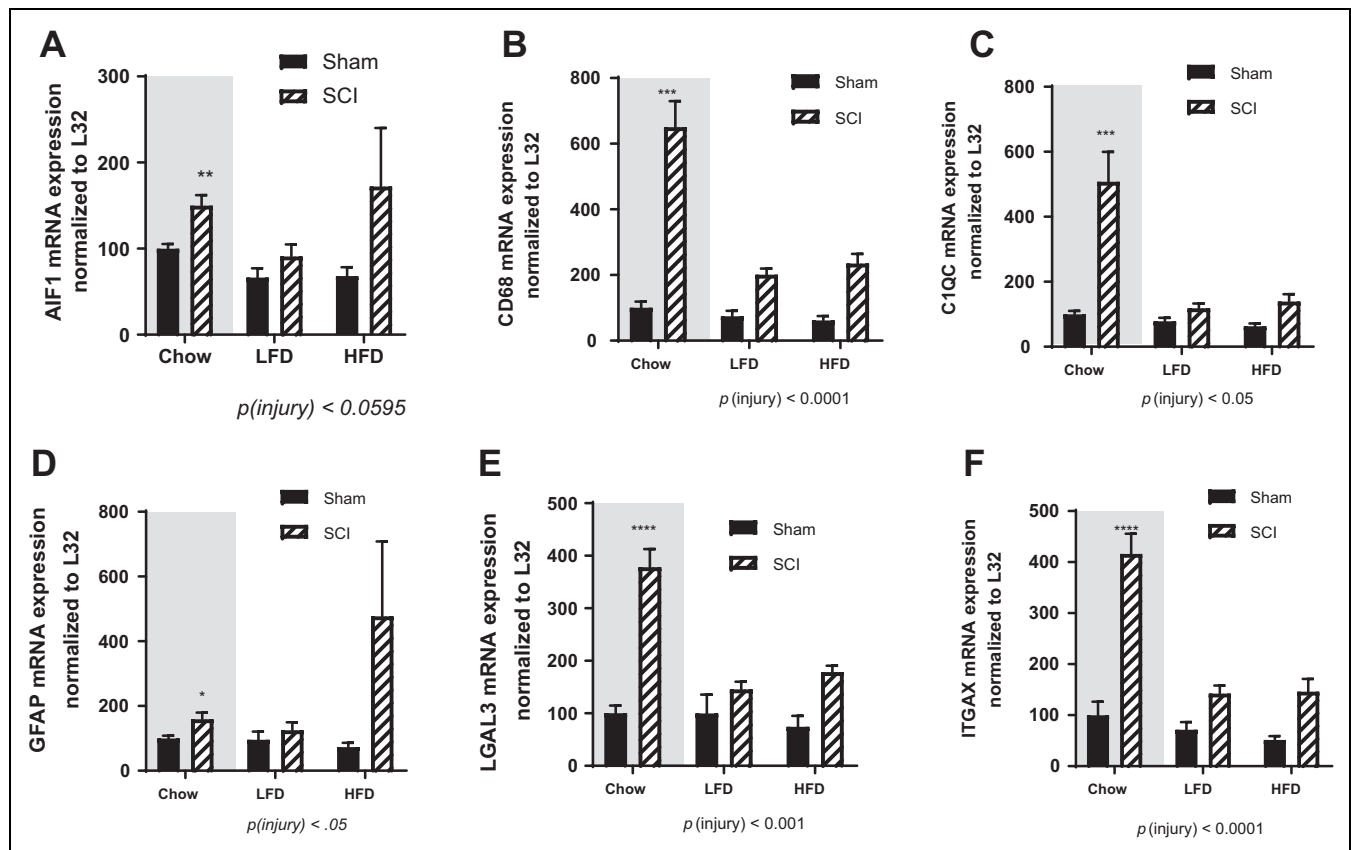 A
Sham
SCI
AIF1 mRNA expression
normalized to L32
300
200
100
0
**
Chow LFD HFD
p(injury) < 0.0595
B
Sham
SCI
CD68 mRNA expression
normalized to L32
800
600
400
200
0
***
Chow LFD HFD
p (injury) < 0.0001
C
Sham
SCI
C1QC mRNA expression
normalized to L32
800
600
400
200
0
***
Chow LFD HFD
p (injury) < 0.05
D
Sham
SCI
GFAP mRNA expression
normalized to L32
800
600
400
200
0
*
Chow LFD HFD
p(injury) < .05
E
Sham
SCI
LGAL3 mRNA expression
normalized to L32
500
400
300
200
100
0
****
Chow LFD HFD
p (injury) < 0.001
F
Sham
SCI
ITGAX mRNA expression
normalized to L32
500
400
300
200
100
0
****
Chow LFD HFD
p (injury) < 0.0001